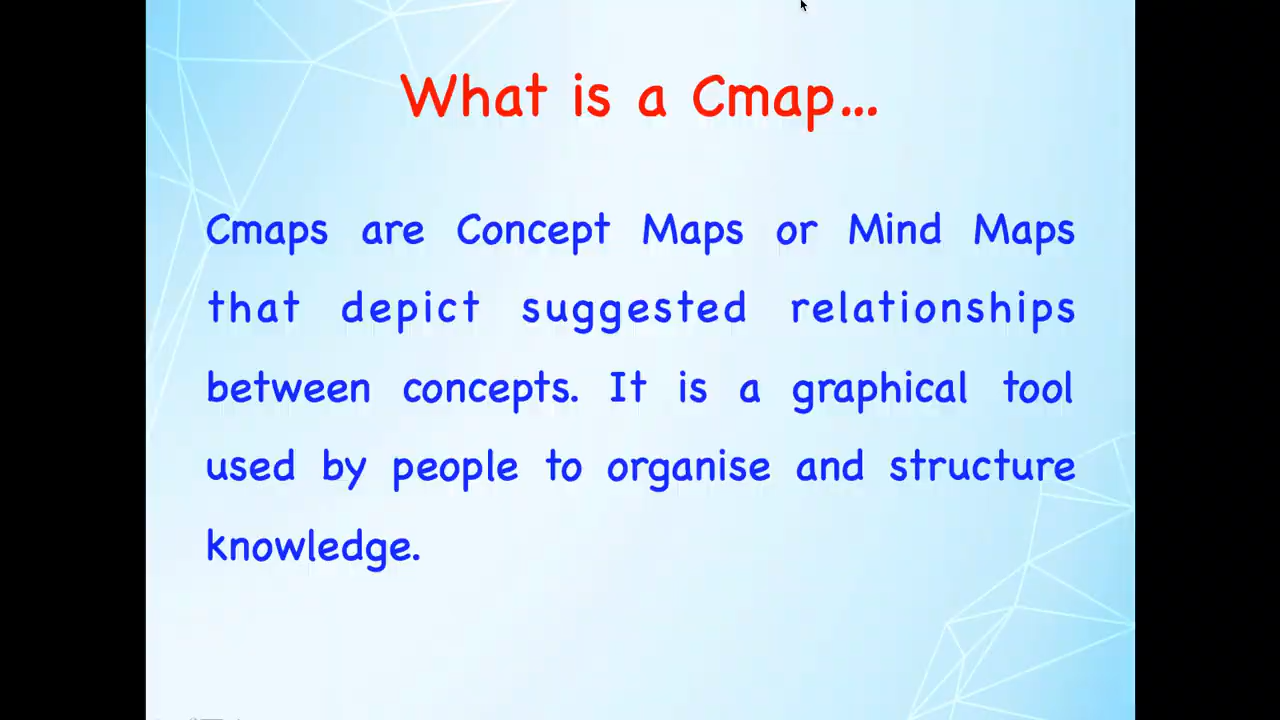 What is a Cmap...
Cmaps are Concept Maps or Mind Maps
that depict suggested relationships
between concepts. It is a graphical tool
used by people to organise and structure
knowledge.